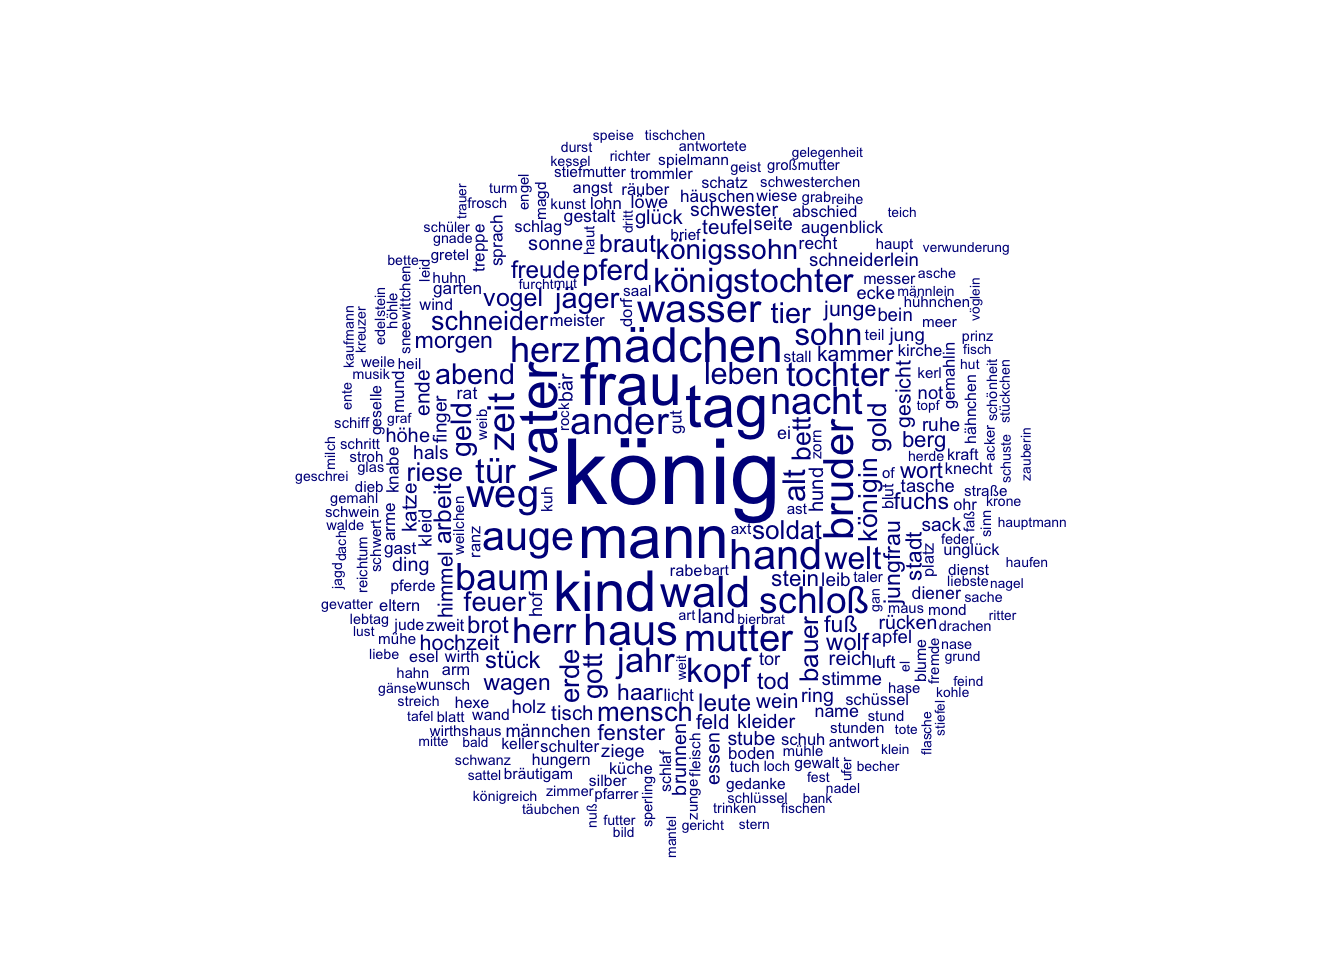 speise tischchen
durst antwortete
kessel richter spielmann gelegenheit
stiefmutter trommler geist großmutter
turm engel magd angst räuber schatz schwesterchen
trauer frosch kunst lohn löwe häuschen wiese grab reihe
gestalt dritt glück schwester abschied teich
schüler treppe sprach schlag brief teufel seite augenblick
gnade sonne haut braut königssohn recht haupt verwunderung
gretel schneiderlein
bette leid huhn freude pferd königstochter messer asche
garten furchtmut saal ecke männlein
edelstein höhle sneewittchen wind vogel jäger dorf wasser tier junge bein hühnchen vöglein
kaufmann kreuzer schneider meister sohn teil jung meer
morgen herz mädchen stall kammer kirche prinz
weile heil fisch
musik mund ende abend vater bär frau leben tochter gesicht kerl gemahlin hut
ente geselle rat zeit rock tag nacht not schönheit stückchen
graf finger geld weib ander gut gold topf hähnchen acker
schiff höhe ei bett bruder ruhe
schritt knabe hals zorn berg
milch stroh riese tür könig alt hund königin herde kraft schuste zauberin
glas wort knecht
geschrei dieb katze weg kuh of tasche straße
gemahl kleid arbeit weilchen ast blut fuchs ohr krone
schwein arme auge mann axt soldat sack faß sinn hauptmann
walde ranz feder
dach schwert gast hand welt jungfrau stadt platz unglück
jagd reichtum ding himmel baum rabe bart stein leib taler dienst haufen
pferde hof kind wald liebste nagel
gevatter eltern feuer schloß gan diener sache
lebtag art land bierbrat maus mond ritter
lust jude zweit brot herr haus mutter bauer fuß rücken drachen
mühe hochzeit wolf apfel
liebe esel wirth stück erde gott jahr weit kopf tor reich luft el blume fremde nase grund
hahn arm stimme
gänse wunsch wagen haar licht tod hase feind
streich hexe leute wein ring schüssel kohle
tafel blatt wand holz tisch mensch feld kleider name stund stiefel
wirthshaus männchen fenster stunden tote flasche
mitte bald keller schulter ziege brunnen stube schuh antwort klein
schwanz hungern schlaf fleisch essen boden mühle
sattel bräutigam küche tuch loch gewalt ufer becher
silber gedanke fest
königreich zimmer pfarrer zunge schlüssel bank nadel
täubchen nuß sperling trinken fischen
futter mantel gericht stern
bild